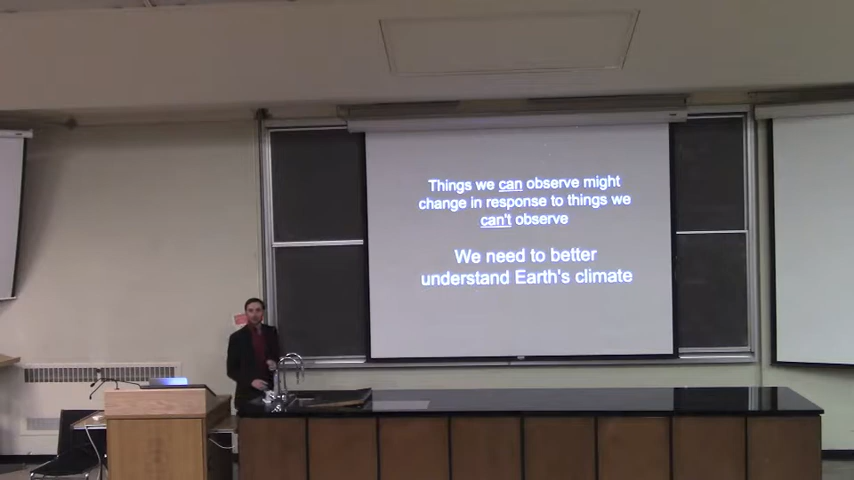 Things we can observe might
change in response to things we
can't observe
We need to better
understand Earth's climate